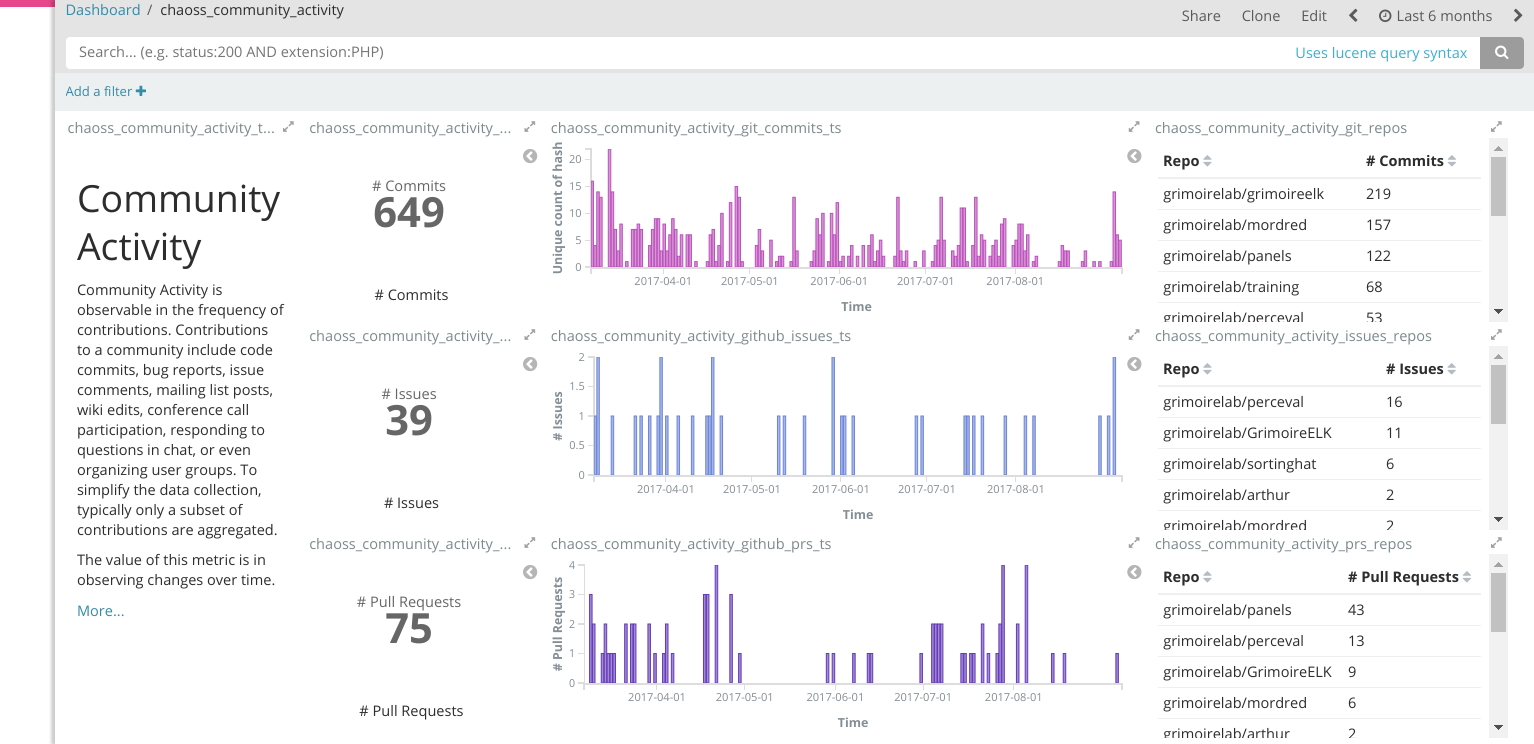 Dashboard / chaoss_community_activity
Share Clone Edit Last 6 months
Search... (e.g. status:200 AND extension:PHP)
Uses lucene query syntax
Add a filter
chaoss_community_activity_t...
Community
Activity
Community Activity is
observable in the frequency of
contributions. Contributions
to a community include code
commits, bug reports, issue
comments, mailing list posts,
wiki edits, conference call
participation, responding to
questions in chat, or even
organizing user groups. To
simplify the data collection,
typically only a subset of
contributions are aggregated.
The value of this metric is in
observing changes over time.
More...
chaoss_community_activity_...
# Commits
649
# Commits
chaoss_community_activity_git_commits_ts
Unique count of hash
20
15
10
5
0
2017-04-01 2017-05-01 2017-06-01 2017-07-01 2017-08-01
Time
chaoss_community_activity_git_repos
Repo # Commits
grimoirelab/grimoireelk 219
grimoirelab/mordred 157
grimoirelab/panels 122
grimoirelab/training 68
grimoirelab/perceval 53
chaoss_community_activity_...
# Issues
39
# Issues
chaoss_community_activity_github_issues_ts
# Issues
2
1.5
1
0.5
0
2017-04-01 2017-05-01 2017-06-01 2017-07-01 2017-08-01
Time
chaoss_community_activity_issues_repos
Repo # Issues
grimoirelab/perceval 16
grimoirelab/GrimoireELK 11
grimoirelab/sortinghat 6
grimoirelab/arthur 2
grimoirelab/mordred 2
chaoss_community_activity_...
# Pull Requests
75
# Pull Requests
chaoss_community_activity_github_prs_ts
# Pull Requests
4
3
2
1
0
2017-04-01 2017-05-01 2017-06-01 2017-07-01 2017-08-01
Time
chaoss_community_activity_prs_repos
Repo # Pull Requests
grimoirelab/panels 43
grimoirelab/perceval 13
grimoirelab/GrimoireELK 9
grimoirelab/mordred 6
grimoirelab/arthur 2